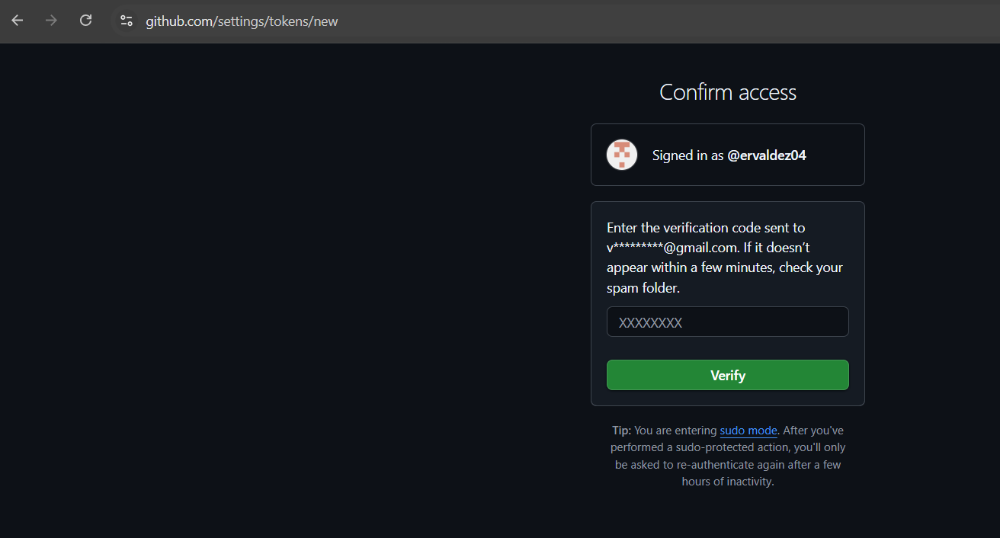 github.com/settings/tokens/new
Confirm access
Signed in as @ervaldez04
Enter the verification code sent to
v*********@gmail.com. If it doesn’t
appear within a few minutes, check your
spam folder.
XXXXXXXX
Verify
Tip: You are entering sudo mode. After you've
performed a sudo-protected action, you'll only
be asked to re-authenticate again after a few
hours of inactivity.